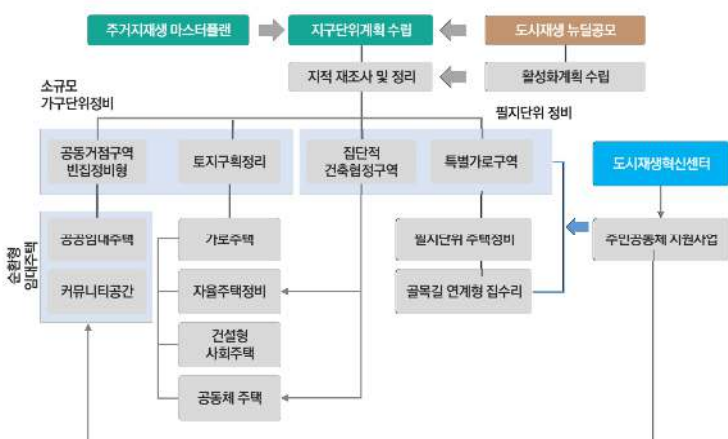 주거지재생 마스터플랜
지구단위계획 수립
도시재생 뉴딜공모
지적 재조사 및 정리
활성화계획 수립
소규모
가구단위정비
필지단위 정비
공동거점구역
빈집정비형
토지구획정리
집단적
건축협정구역
특별가로구역
도시재생혁신센터
순환형
임대주택
공공임대주택
가로주택
필지단위 주택정비
주민공동체 지원사업
커뮤니티공간
자율주택정비
골목길 연계형 집수리
건설형
사회주택
공동체 주택